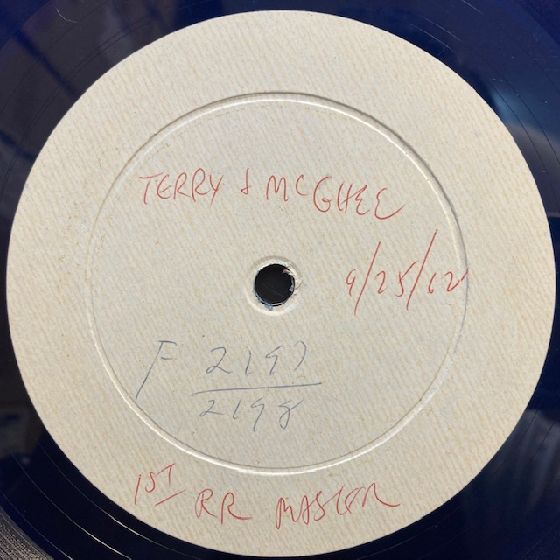 TERRY & MCGHEE
9/25/62
F 2197
2198
1ST RR MASTER